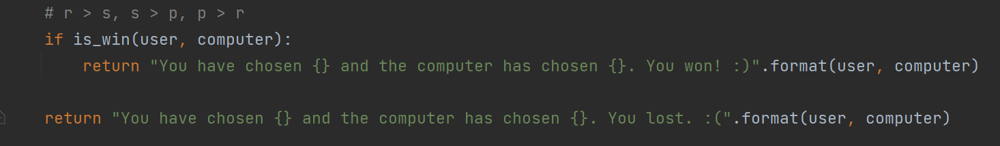 # r > s, s > p, p > r
if is_win(user, computer):
return "You have chosen {} and the computer has chosen {}. You won! :)".format(user, computer)
return "You have chosen {} and the computer has chosen {}. You lost. :(".format(user, computer)